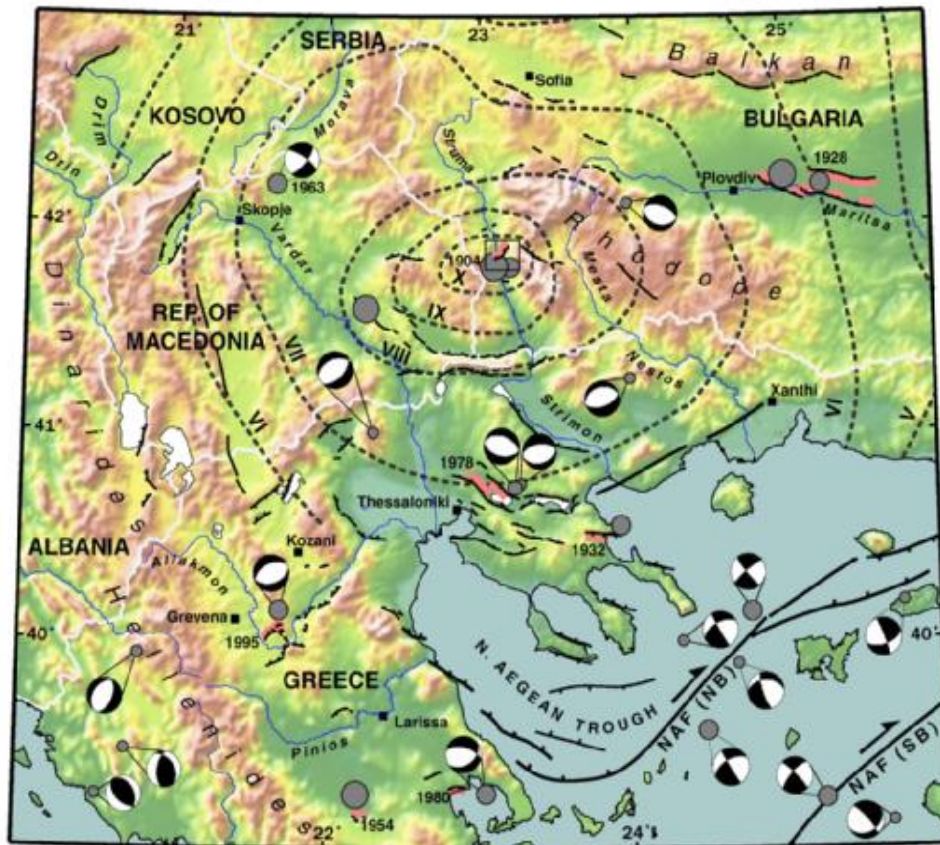 21°
23
25
SERBIA
Balkan
Sofia
KOSOVO
BULGARIA
Drim
Morava
Struma
1928
Drin
1963
Plovdiv
Maritsa
42
Skopje
Vardar
Rhodope
1904
X
Mesta
Dinarides
REP. OF
MACEDONIA
IX
VII
VIII
Nestos
Xanthi
VI
VI
V
41
Strimon
1978
Thessaloniki
ALBANIA
Kozani
1932
Aliakmon
Grevena
40
1995
40°
Hellenides
GREECE
N. AEGEAN TROUGH
NAF (NB)
Larissa
Pinios
NAF (SB)
1980
1954
22°
24°